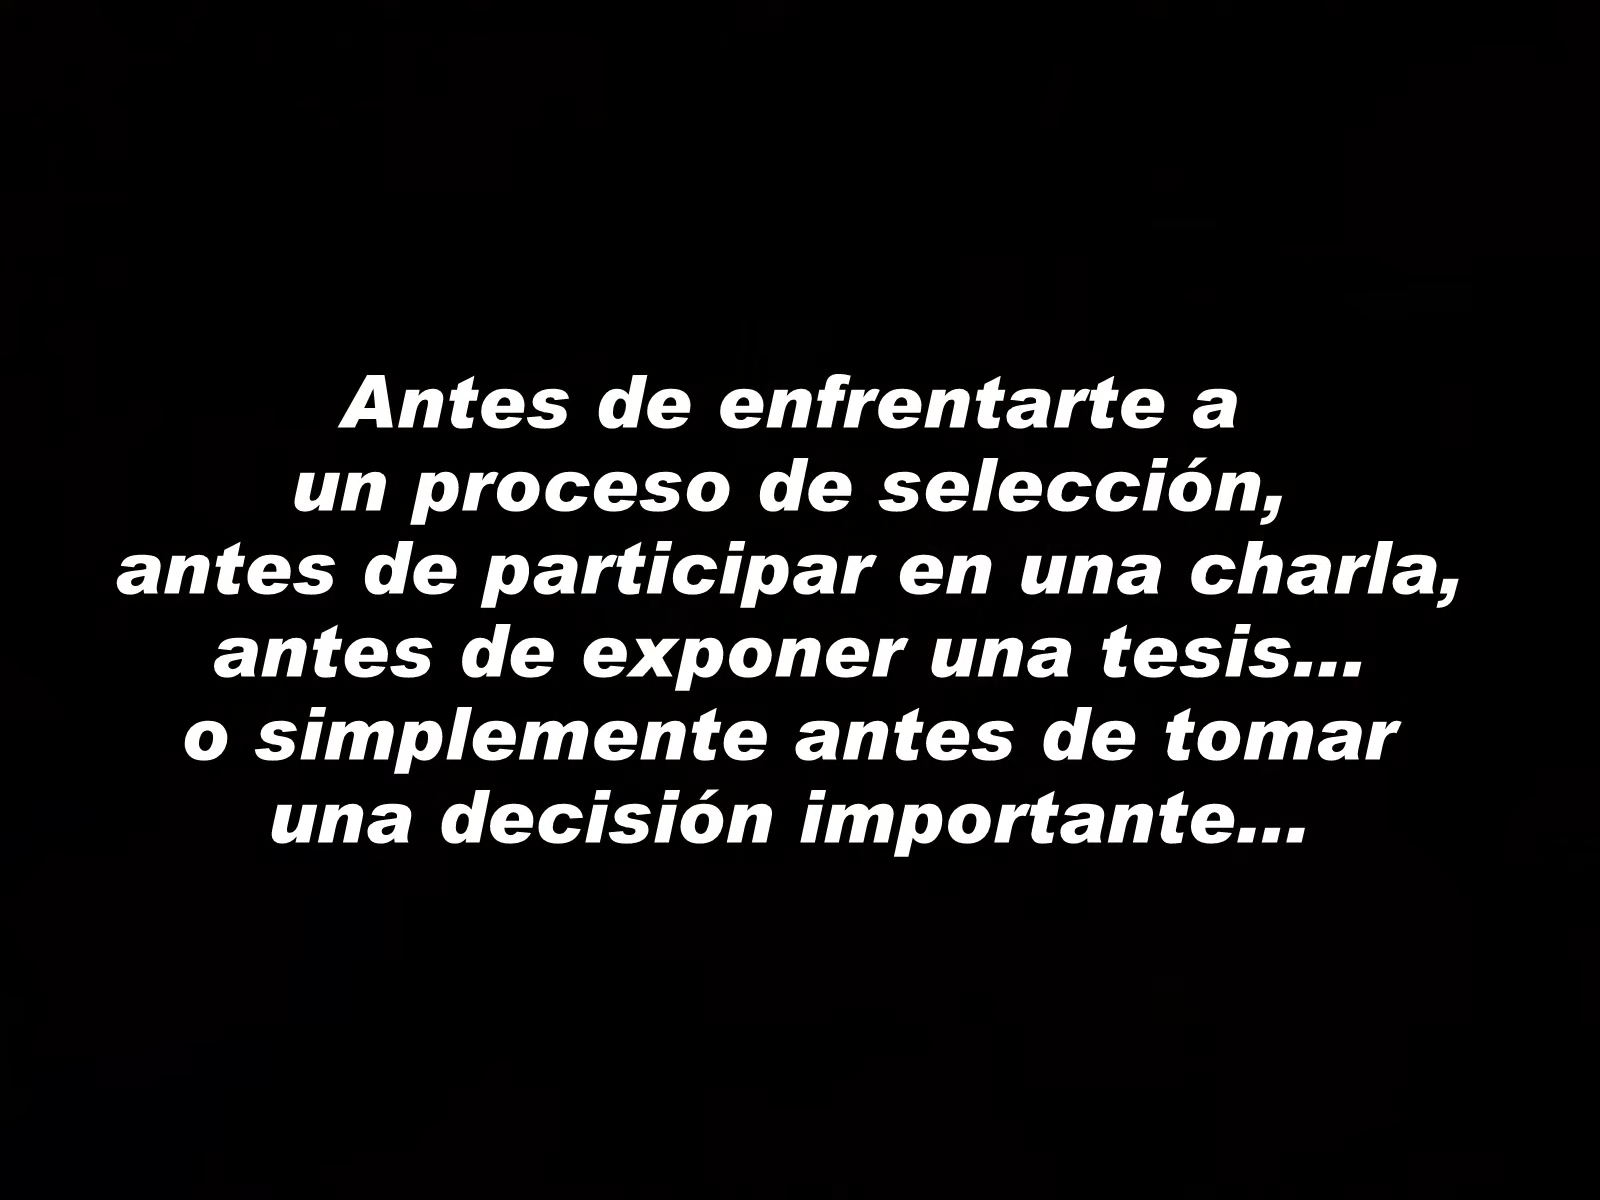 Antes de enfrentarte a
un proceso de selección,
antes de participar en una charla,
antes de exponer una tesis...
o simplemente antes de tomar
una decisión importante...